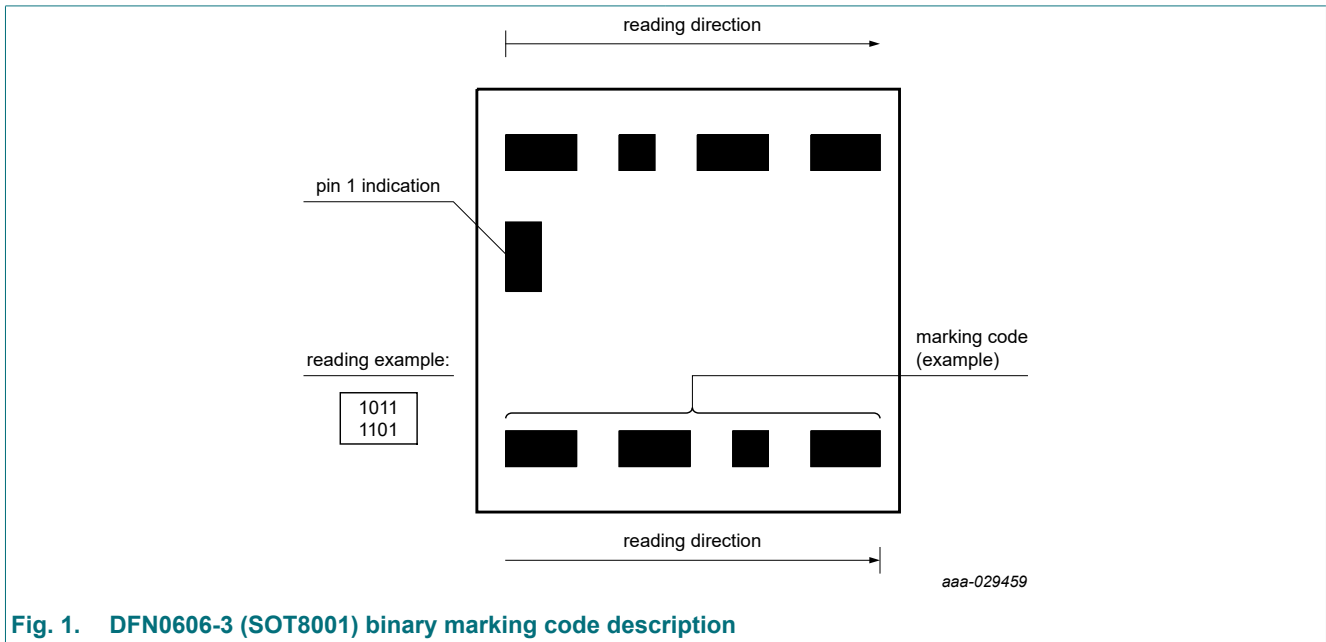 reading direction
pin 1 indication
marking code
(example)
reading example:
1011
1101
reading direction
aaa-029459
Fig. 1. DFN0606-3 (SOT8001) binary marking code description